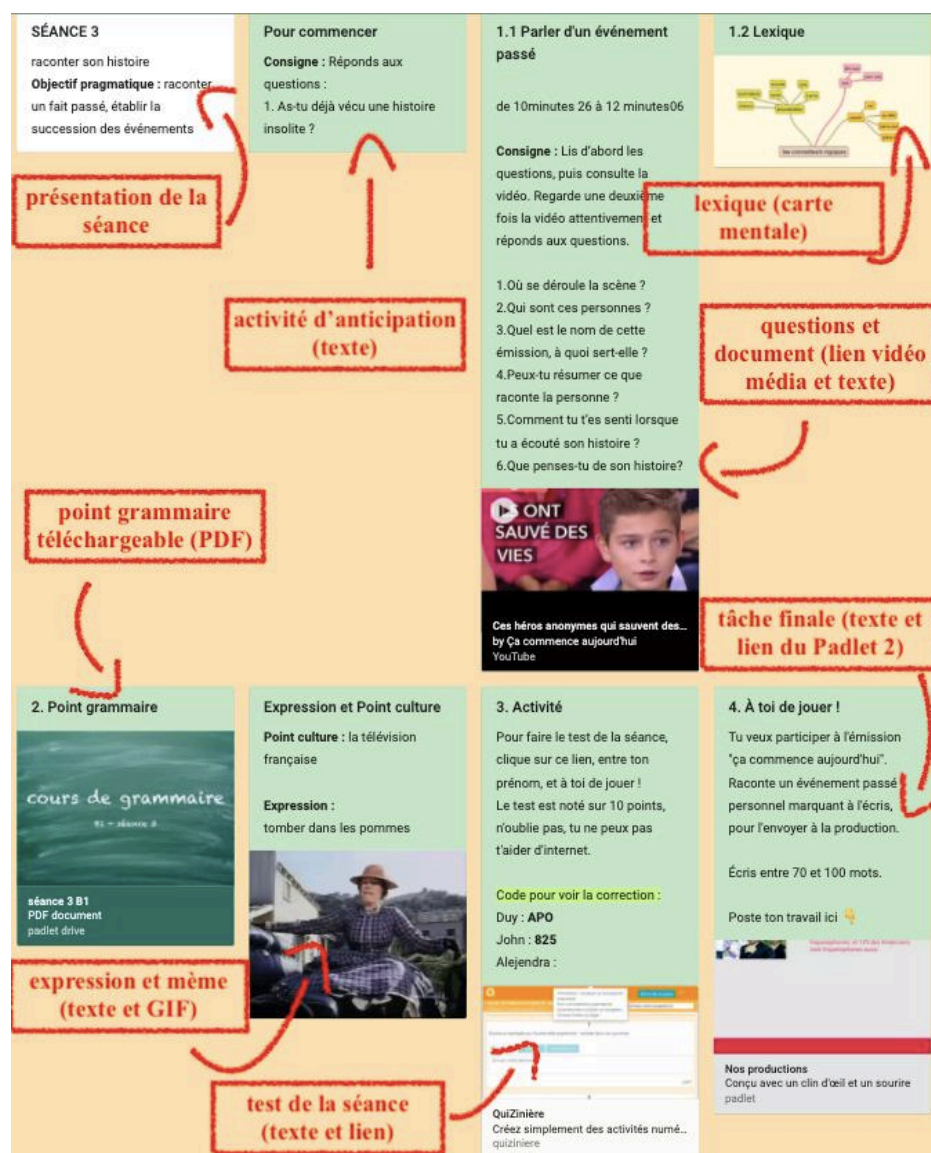 SÉANCE 3
raconter son histoire
Objectif pragmatique : raconter
un fait passé, établir la
succession des événements
présentation de la
séance
Pour commencer
Consigne : Réponds aux
questions :
1. As-tu déjà vécu une histoire
insolite ?
activité d'anticipation
(texte)
1.1 Parler d'un événement
passé
de 10minutes 26 à 12 minutes06
Consigne : Lis d'abord les
questions, puis consulte la
vidéo. Regarde une deuxième
fois la vidéo attentivement et
réponds aux questions.
1.Où se déroule la scène ?
2.Qui sont ces personnes ?
3.Quel est le nom de cette
émission, à quoi sert-elle ?
4.Peux-tu résumer ce que
raconte la personne ?
5.Comment tu t'es senti lorsque
tu a écouté son histoire ?
6.Que penses-tu de son histoire?
ONT
SAUVÉ DES
VIES
Ces héros anonymes qui sauvent des...
by Ça commence aujourd'hui
YouTube
1.2 Lexique
les connecteurs logiques
lexique (carte
mentale)
questions et
document (lien vidéo
média et texte)
point grammaire
téléchargeable (PDF)
tâche finale (texte et
lien du Padlet 2)
2. Point grammaire
cours de grammaire
B1 - séance 3
séance 3 B1
PDF document
padlet drive
Expression et Point culture
Point culture : la télévision
française
Expression :
tomber dans les pommes
expression et mème
(texte et GIF)
3. Activité
Pour faire le test de la séance,
clique sur ce lien, entre ton
prénom, et à toi de jouer !
Le test est noté sur 10 points,
n'oublie pas, tu ne peux pas
t'aider d'internet.
Code pour voir la correction :
Duy : APO
John : 825
Alejendra :
QuiZinière
Créez simplement des activités numé...
quiziniere
test de la séance
(texte et lien)
4. À toi de jouer !
Tu veux participer à l'émission
"ça commence aujourd'hui".
Raconte un événement passé
personnel marquant à l'écris,
pour l'envoyer à la production.
Écris entre 70 et 100 mots.
Poste ton travail ici 👇
Nos productions
Conçu avec un clin d'œil et un sourire
padlet